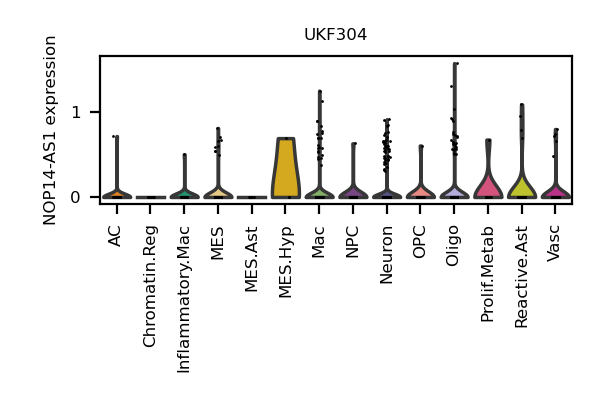 UKF304
NOP14-AS1 expression
1
0
AC
Chromatin.Reg
Inflammatory.Mac
MES
MES.Ast
MES.Hyp
Mac
NPC
Neuron
OPC
Oligo
Prolif.Metab
Reactive.Ast
Vasc